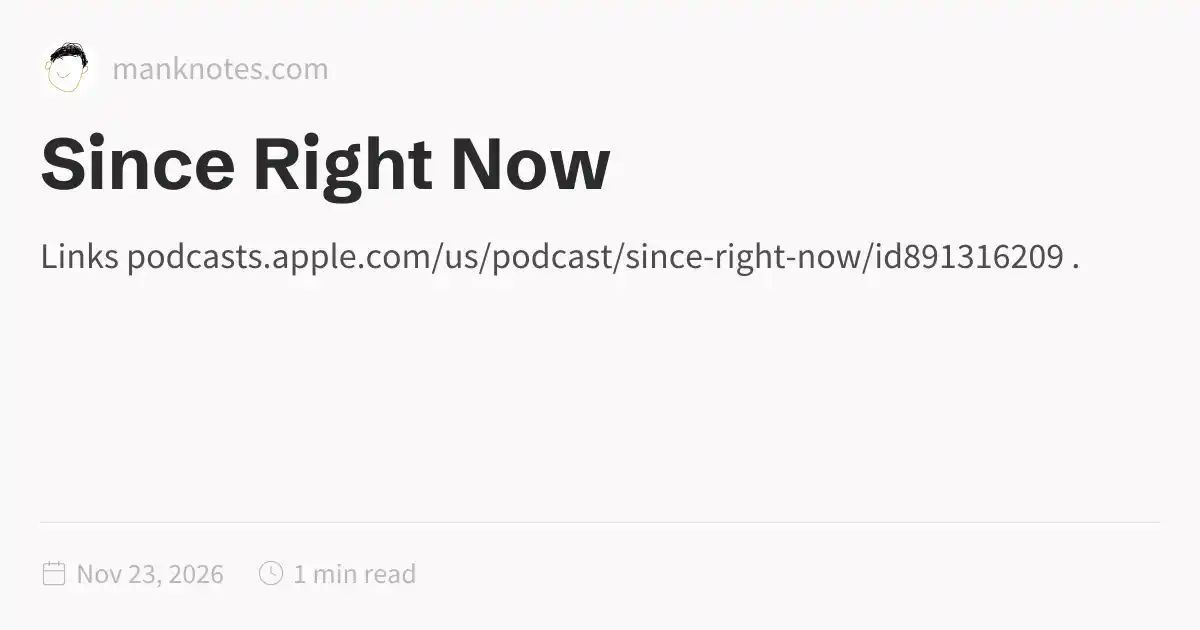 manknotes.com
Since Right Now
Links podcasts.apple.com/us/podcast/since-right-now/id891316209 .
Nov 23, 2026 1 min read